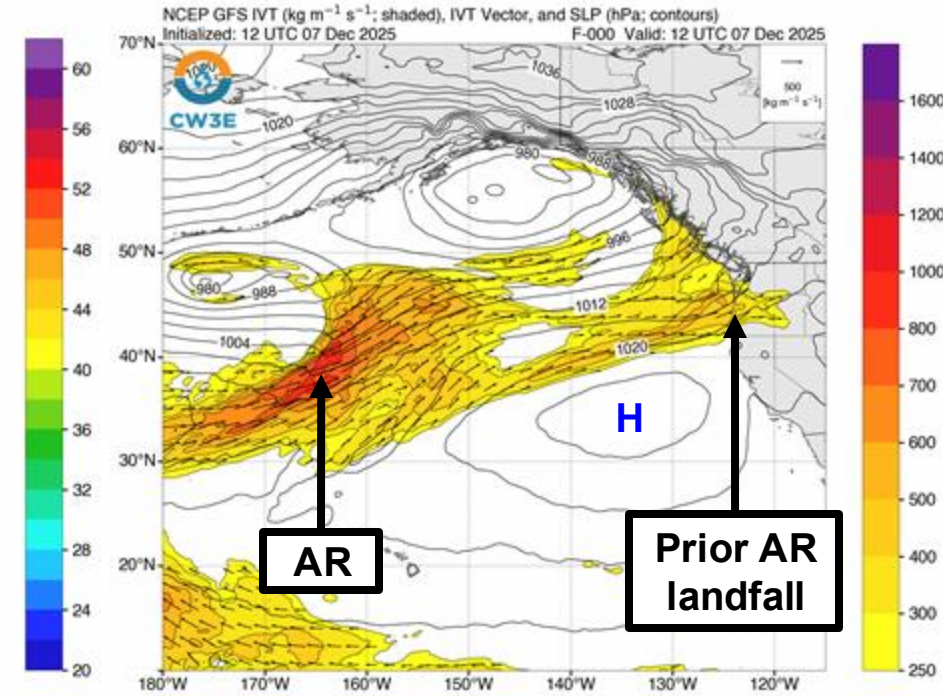 NCEP GFS IVT (kg m⁻¹ s⁻¹; shaded), IVT Vector, and SLP (hPa; contours)
Initialized: 12 UTC 07 Dec 2025 F-000 Valid: 12 UTC 07 Dec 2025
70°N
60°N
50°N
40°N
30°N
20°N
180°W 170°W 160°W 150°W 140°W 130°W 120°W
60
56
52
48
44
40
36
32
28
24
20
CW3E
500
[kg m⁻¹ s⁻¹]
1036
1028
1020
980
988
996
980
988
1012
1004
1020
H
AR
Prior AR
landfall
1600
1400
1200
1000
800
700
600
500
400
300
250